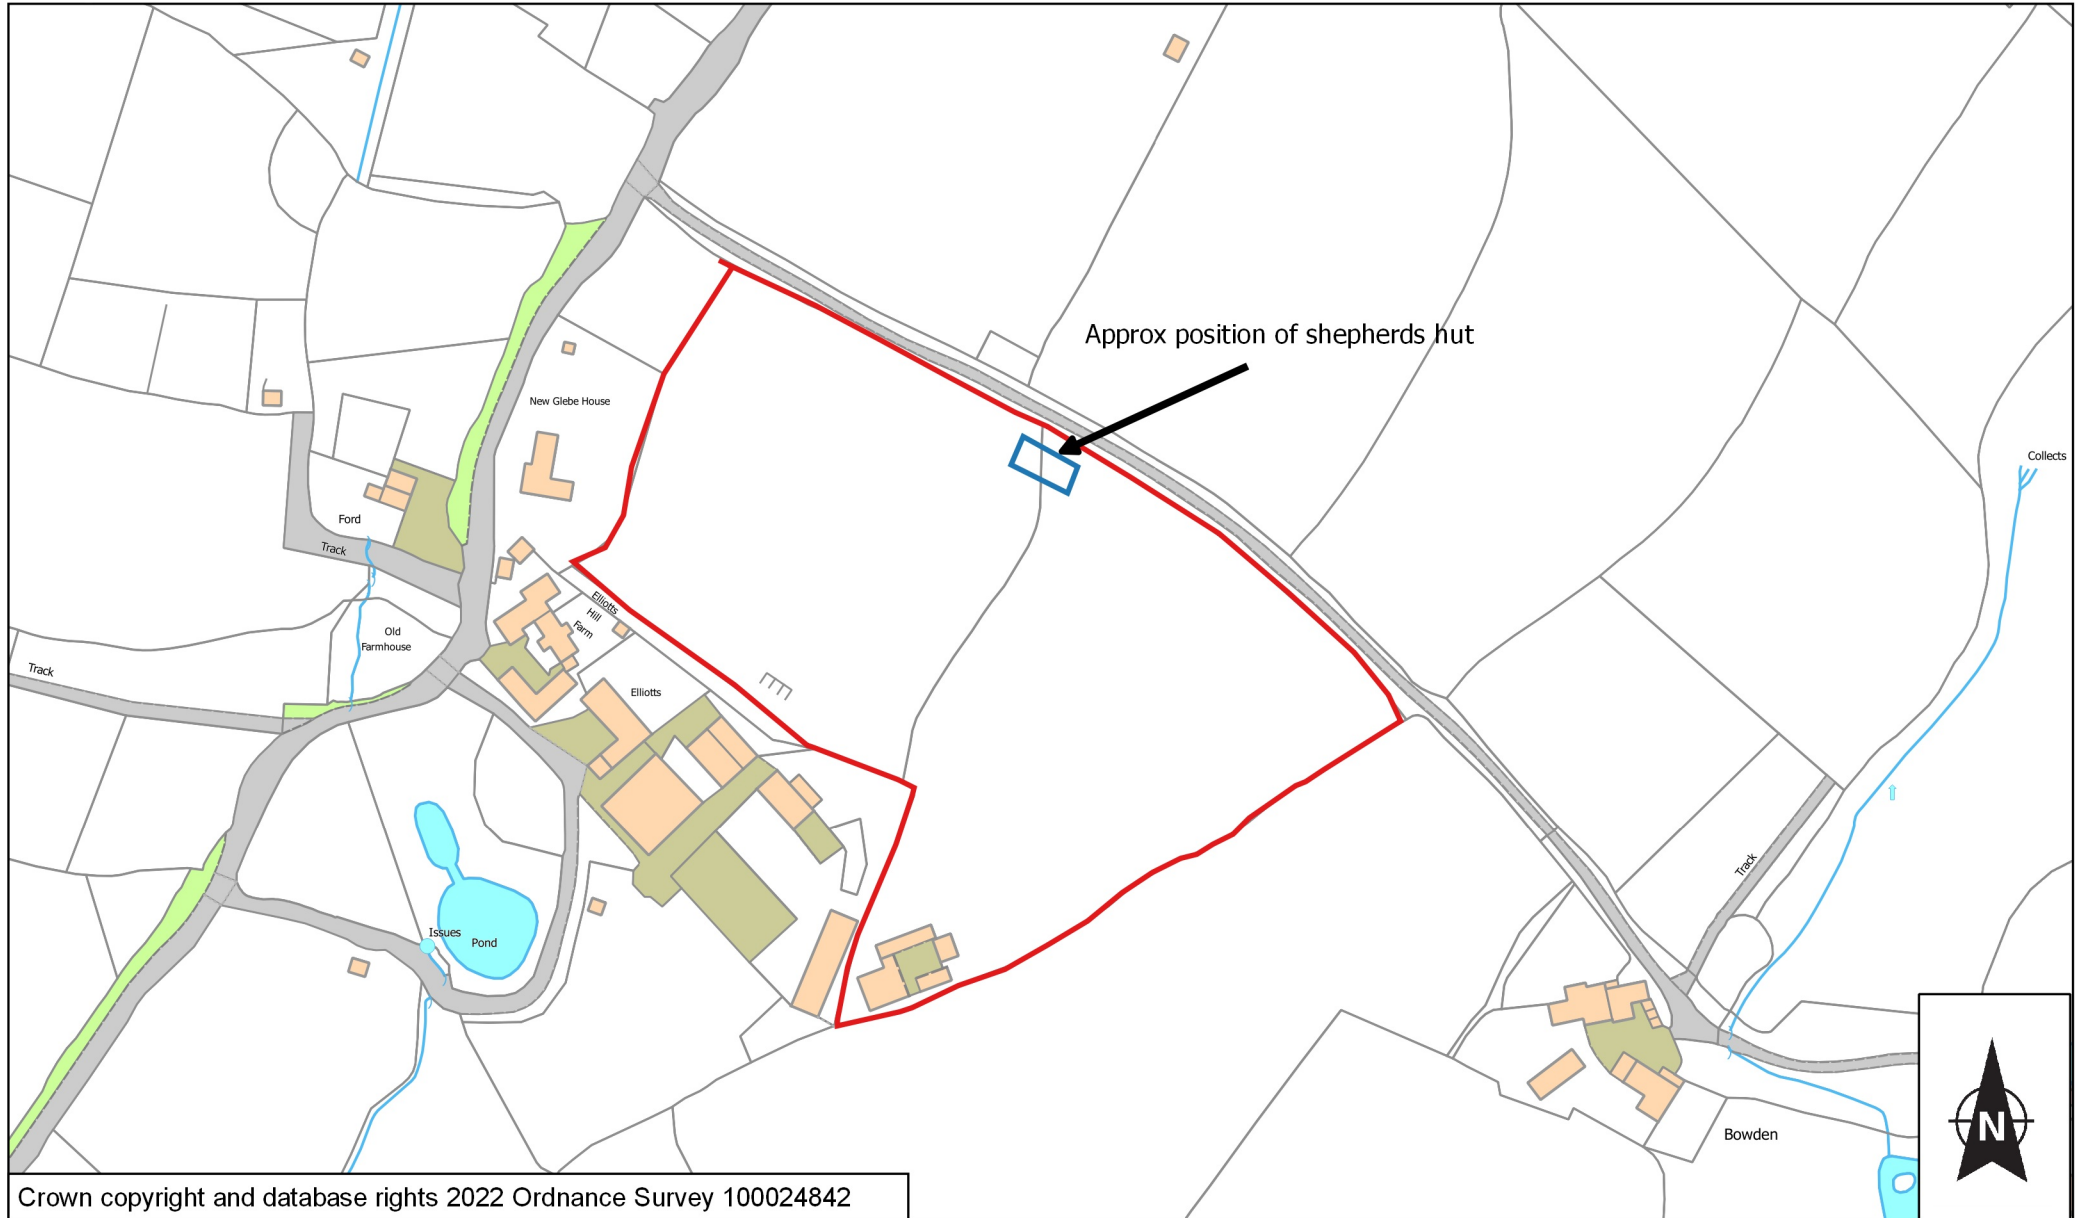 Approx position of shepherds hut
New Glebe House
Collects
Ford
Track
Elliotts
Hill
Farm
Old
Farmhouse
Track
Elliotts
Track
Issues
Pond
Bowden
N
Crown copyright and database rights 2022 Ordnance Survey 100024842